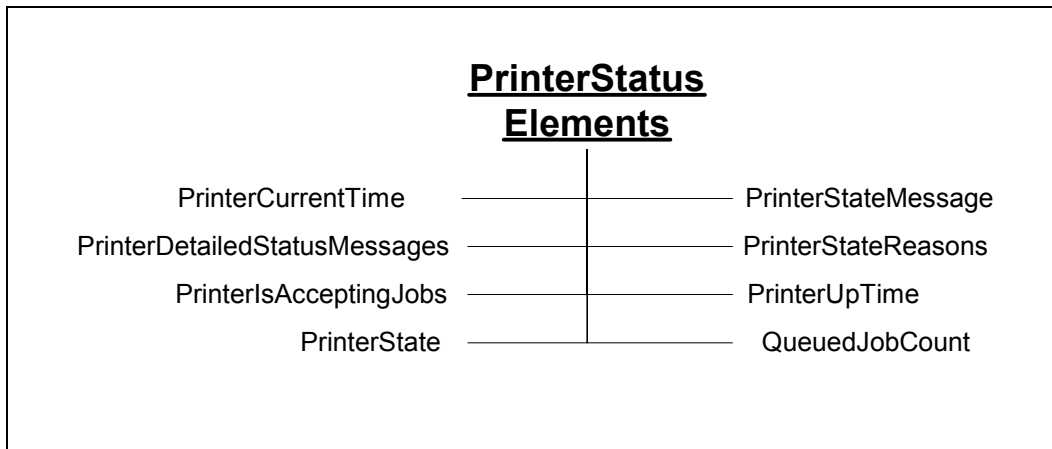 PrinterStatus
Elements
PrinterCurrentTime
PrinterStateMessage
PrinterDetailedStatusMessages
PrinterStateReasons
PrinterIsAcceptingJobs
PrinterUpTime
PrinterState
QueuedJobCount